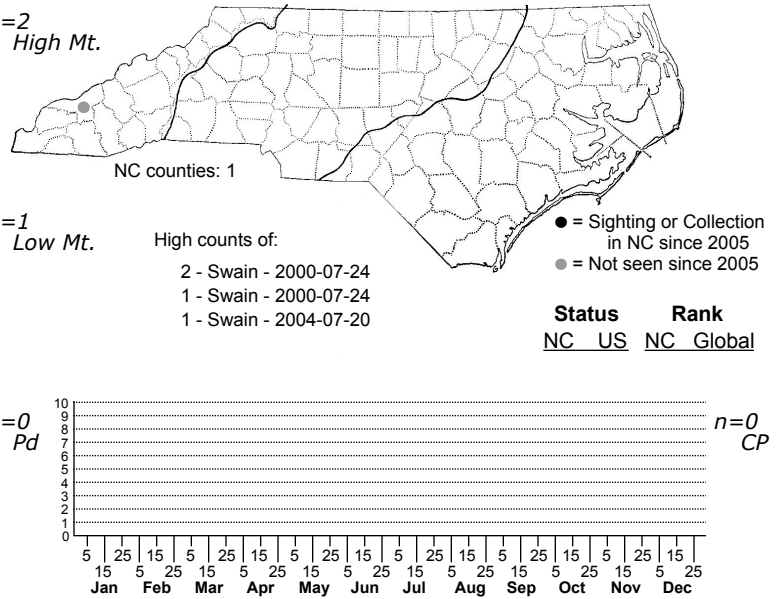 =2
High Mt.
NC counties: 1
=1
Low Mt.
High counts of:
2 - Swain - 2000-07-24
1 - Swain - 2000-07-24
1 - Swain - 2004-07-20
= Sighting or Collection
in NC since 2005
= Not seen since 2005
Status Rank
NC US NC Global
=0
Pd
n=0
CP
10
9
8
7
6
5
4
3
2
1
0
5 25 15 5 25 15 5 25 15 5 25 15 5 25 15 5 25 15
15 5 25 15 5 25 15 5 25 15 5 25 15 5 25 15 5 25
Jan Feb Mar Apr May Jun Jul Aug Sep Oct Nov Dec